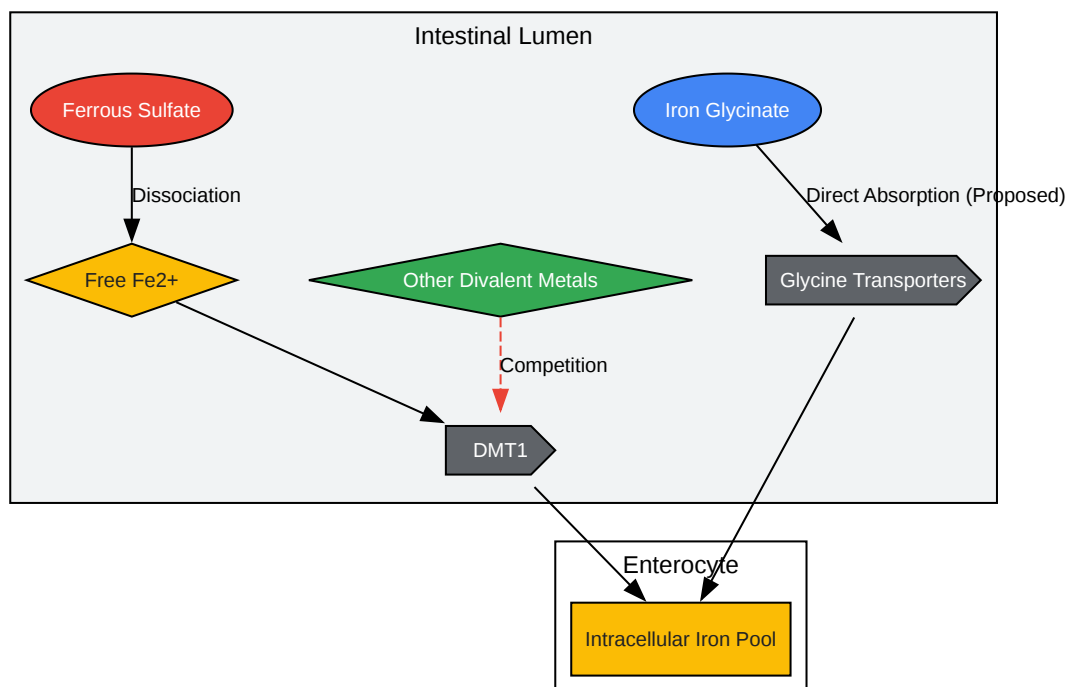 Intestinal Lumen
Ferrous Sulfate
Iron Glycinate
Dissociation
Direct Absorption (Proposed)
Free Fe2+
Other Divalent Metals
Glycine Transporters
Competition
DMT1
Enterocyte
Intracellular Iron Pool